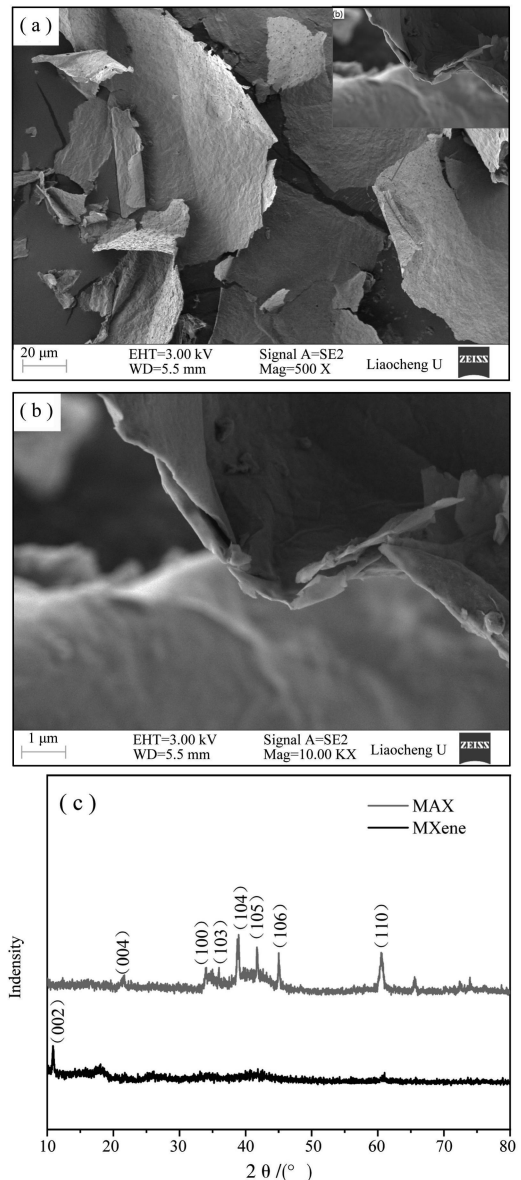 ( a )
(b)
20 μm
EHT=3.00 kV
WD=5.5 mm
Signal A=SE2
Mag=500 X
Liaocheng U
ZEISS
( b )
1 μm
EHT=3.00 kV
WD=5.5 mm
Signal A=SE2
Mag=10.00 KX
Liaocheng U
ZEISS
( c )
MAX
MXene
(004)
(100)
(103)
(104)
(105)
(106)
(110)
(002)
Indensity
10 20 30 40 50 60 70 80
2 θ /(°)